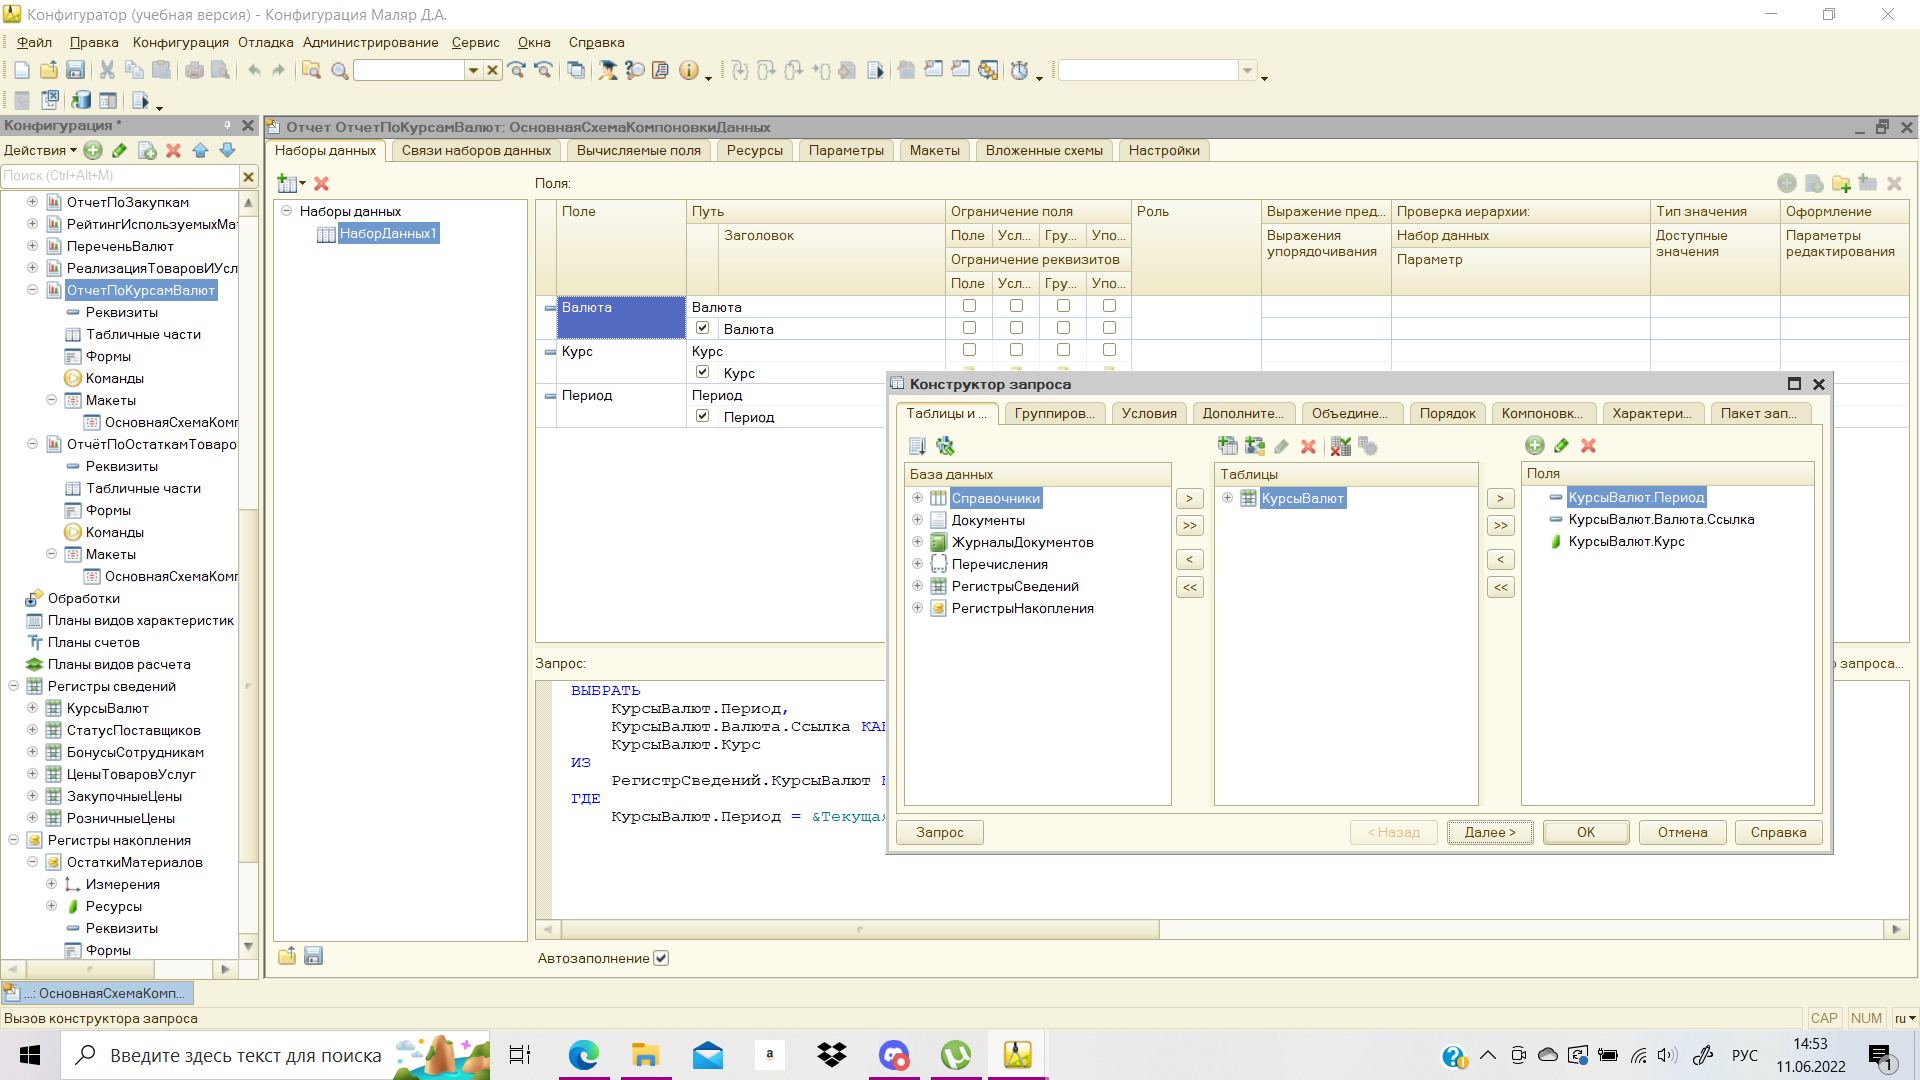 Конфигуратор (учебная версия) - Конфигурация Маляр Д.А.
Файл Правка Конфигурация Отладка Администрирование Сервис Окна Справка
Конфигурация *
Действия
Поиск (Ctrl+Alt+M)
ОтчетПоЗакупкам
РейтингИспользуемыхМа
ПереченьВалют
РеализацияТоваровИУсл
ОтчетПоКурсамВалют
Реквизиты
Табличные части
Формы
Команды
Макеты
ОсновнаяСхемаКомп
ОтчётПоОстаткамТоваро
Реквизиты
Табличные части
Формы
Команды
Макеты
ОсновнаяСхемаКомп
Обработки
Планы видов характеристик
Планы счетов
Планы видов расчета
Регистры сведений
КурсыВалют
СтатусПоставщиков
БонусыСотрудникам
ЦеныТоваровУслуг
ЗакупочныеЦены
РозничныеЦены
Регистры накопления
ОстаткиМатериалов
Измерения
Ресурсы
Реквизиты
Формы
Отчет ОтчетПоКурсамВалют: ОсновнаяСхемаКомпоновкиДанных
Наборы данных Связи наборов данных Вычисляемые поля Ресурсы Параметры Макеты Вложенные схемы Настройки
Наборы данных
НаборДанных1
Поля:
Поле Путь Ограничение поля Роль Выражение пред... Проверка иерархии: Тип значения Оформление
Заголовок Поле Усл... Гру... Упо... Выражения упорядочивания Набор данных Доступные значения Параметры редактирования
Ограничение реквизитов Параметр
Поле Усл... Гру... Упо...
Валюта Валюта
Валюта
Курс Курс
Курс
Период Период
Период
Запрос:
о запроса...
ВЫБРАТЬ
КурсыВалют.Период,
КурсыВалют.Валюта.Ссылка КАК
КурсыВалют.Курс
ИЗ
РегистрСведений.КурсыВалют
ГДЕ
КурсыВалют.Период = &Текущая
Автозаполнение
Конструктор запроса
Таблицы и ... Группиров... Условия Дополните... Объедине... Порядок Компоновк... Характери... Пакет зап...
База данных
Справочники
Документы
ЖурналыДокументов
Перечисления
РегистрыСведений
РегистрыНакопления
>
>>
<
<<
Таблицы
КурсыВалют
>
>>
<
<<
Поля
КурсыВалют.Период
КурсыВалют.Валюта.Ссылка
КурсыВалют.Курс
Запрос < Назад Далее > ОК Отмена Справка
...: ОсновнаяСхемаКомп...
Вызов конструктора запроса
CAP NUM ru
Введите здесь текст для поиска
a
РУС
14:53
11.06.2022
1